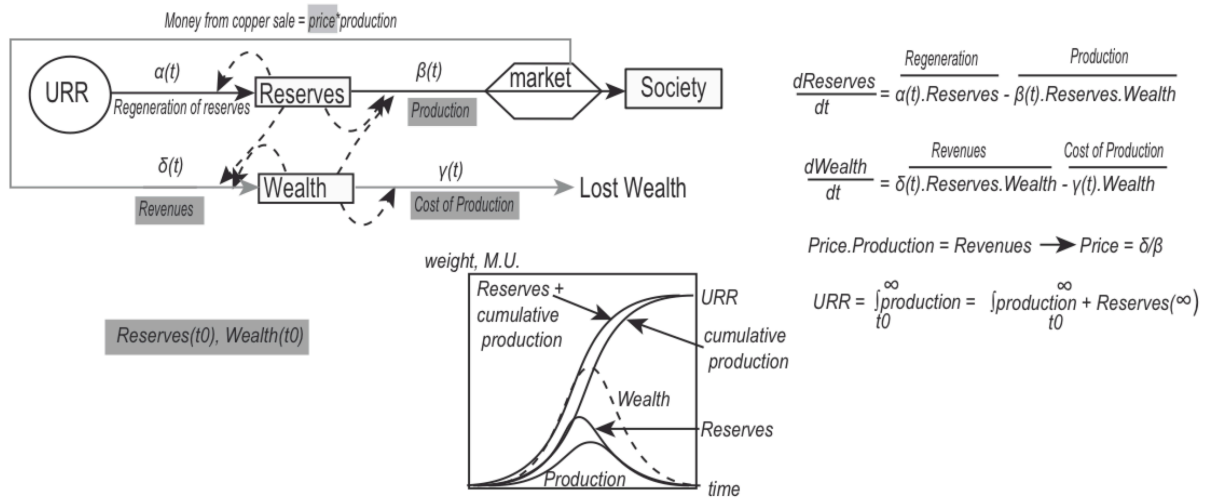 Money from copper sale = price*production
URR
α(t)
Regeneration of reserves
Reserves
β(t)
Production
market
Society
δ(t)
Revenues
Wealth
γ(t)
Cost of Production
Lost Wealth
Regeneration Production
dReserves/dt = α(t).Reserves - β(t).Reserves.Wealth
Revenues Cost of Production
dWealth/dt = δ(t).Reserves.Wealth - γ(t).Wealth
Price.Production = Revenues → Price = δ/β
URR = ∫t0∞ production = ∫t0∞ production + Reserves(∞)
Reserves(t0), Wealth(t0)
weight, M.U.
Reserves +
cumulative
production
URR
cumulative
production
Wealth
Reserves
Production
time